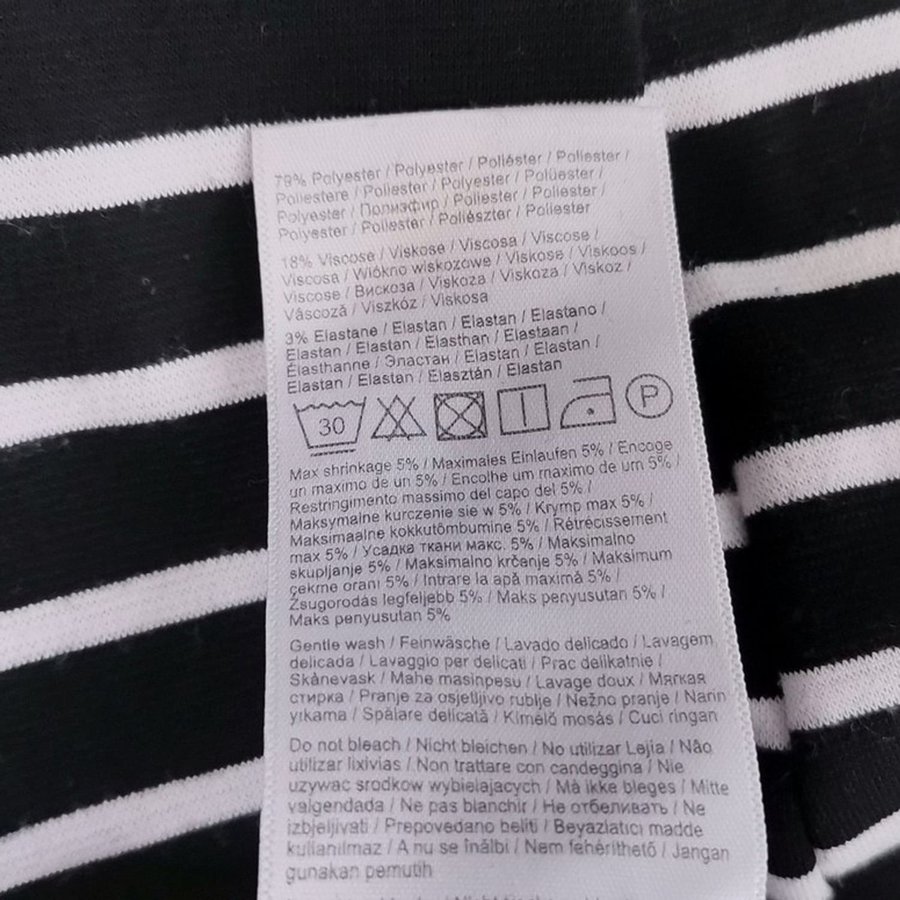 79% Polyester / Polyester / Poliéster / Poliester /
Poliestere / Poliester / Polyester / Polüester /
Polyester / Полиэфир / Poliester / Poliester /
Polyester / Poliester / Poliészter / Poliester
18% Viscose / Viskose / Viscosa / Viscose /
Viscosa / Wiókno wiskozowe / Viskose / Viskoos /
Viscose / Вискоза / Viskoza / Viskoza / Viskoz /
Vâscoză / Viszkóz / Viskosa
3% Elastane / Elastan / Elastan / Elastano /
Elastan / Elastan / Elasthan / Elastaan /
Élasthanne / Эластан / Elastan / Elastan /
Elastan / Elastan / Elasztán / Elastan
30 P
Max shrinkage 5% / Maximales Einlaufen 5% / Encoge
un maximo de un 5% / Encolhe um maximo de um 5% /
Restringimento massimo del capo del 5% /
Maksymalne kurczenie sie w 5% / Krymp max 5% /
Maksimaalne kokkutõmbumine 5% / Rétrécissement
max 5% / Усадка ткани макс. 5% / Maksimalno
skupljanje 5% / Maksimalno krčenje 5% / Maksimum
çekme orani 5% / Intrare la apă maximă 5% /
Zsugorodás legfeljebb 5% / Maks penyusutan 5% /
Maks penyusutan 5%
Gentle wash / Feinwäsche / Lavado delicado / Lavagem
delicada / Lavaggio per delicati / Prac delikatnie /
Skånevask / Mahe masinpesu / Lavage doux / Мягкая
стирка / Pranje za osjetljivo rublje / Nežno pranje / Narin
yıkama / Spălare delicată / Kímélő mosás / Cuci ringan
Do not bleach / Nicht bleichen / No utilizar Lejia / Não
utilizar lixivias / Non trattare con candeggina / Nie
uzywac srodkow wybielajacych / Må ikke bleges / Mitte
valgendada / Ne pas blanchir / Не отбеливать / Ne
izbjeljivati / Prepovedano beliti / Beyazlatici madde
kullanılmaz / A nu se înălbi / Nem fehéríthető / Jangan
gunakan pemutih